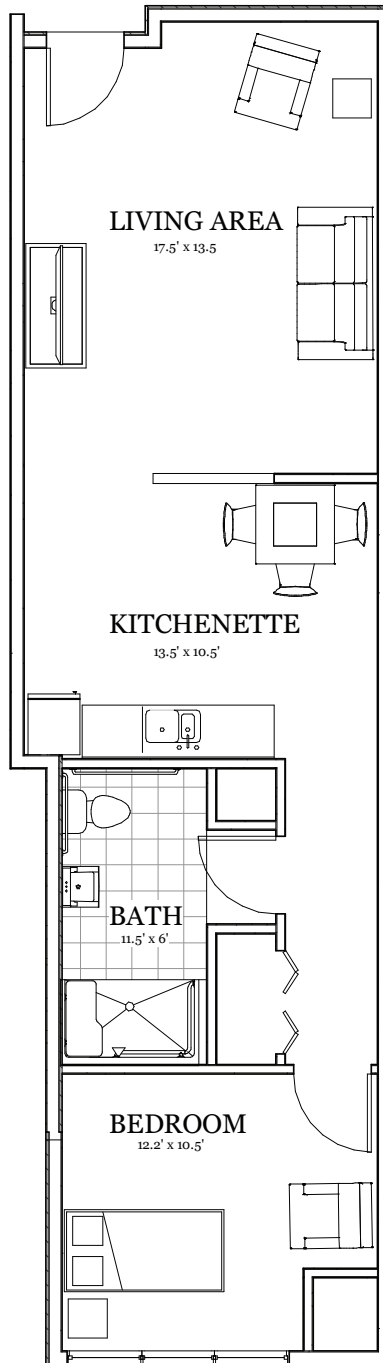 LIVING AREA
17.5' x 13.5
KITCHENETTE
13.5' x 10.5'
BATH
11.5' x 6'
BEDROOM
12.2' x 10.5'